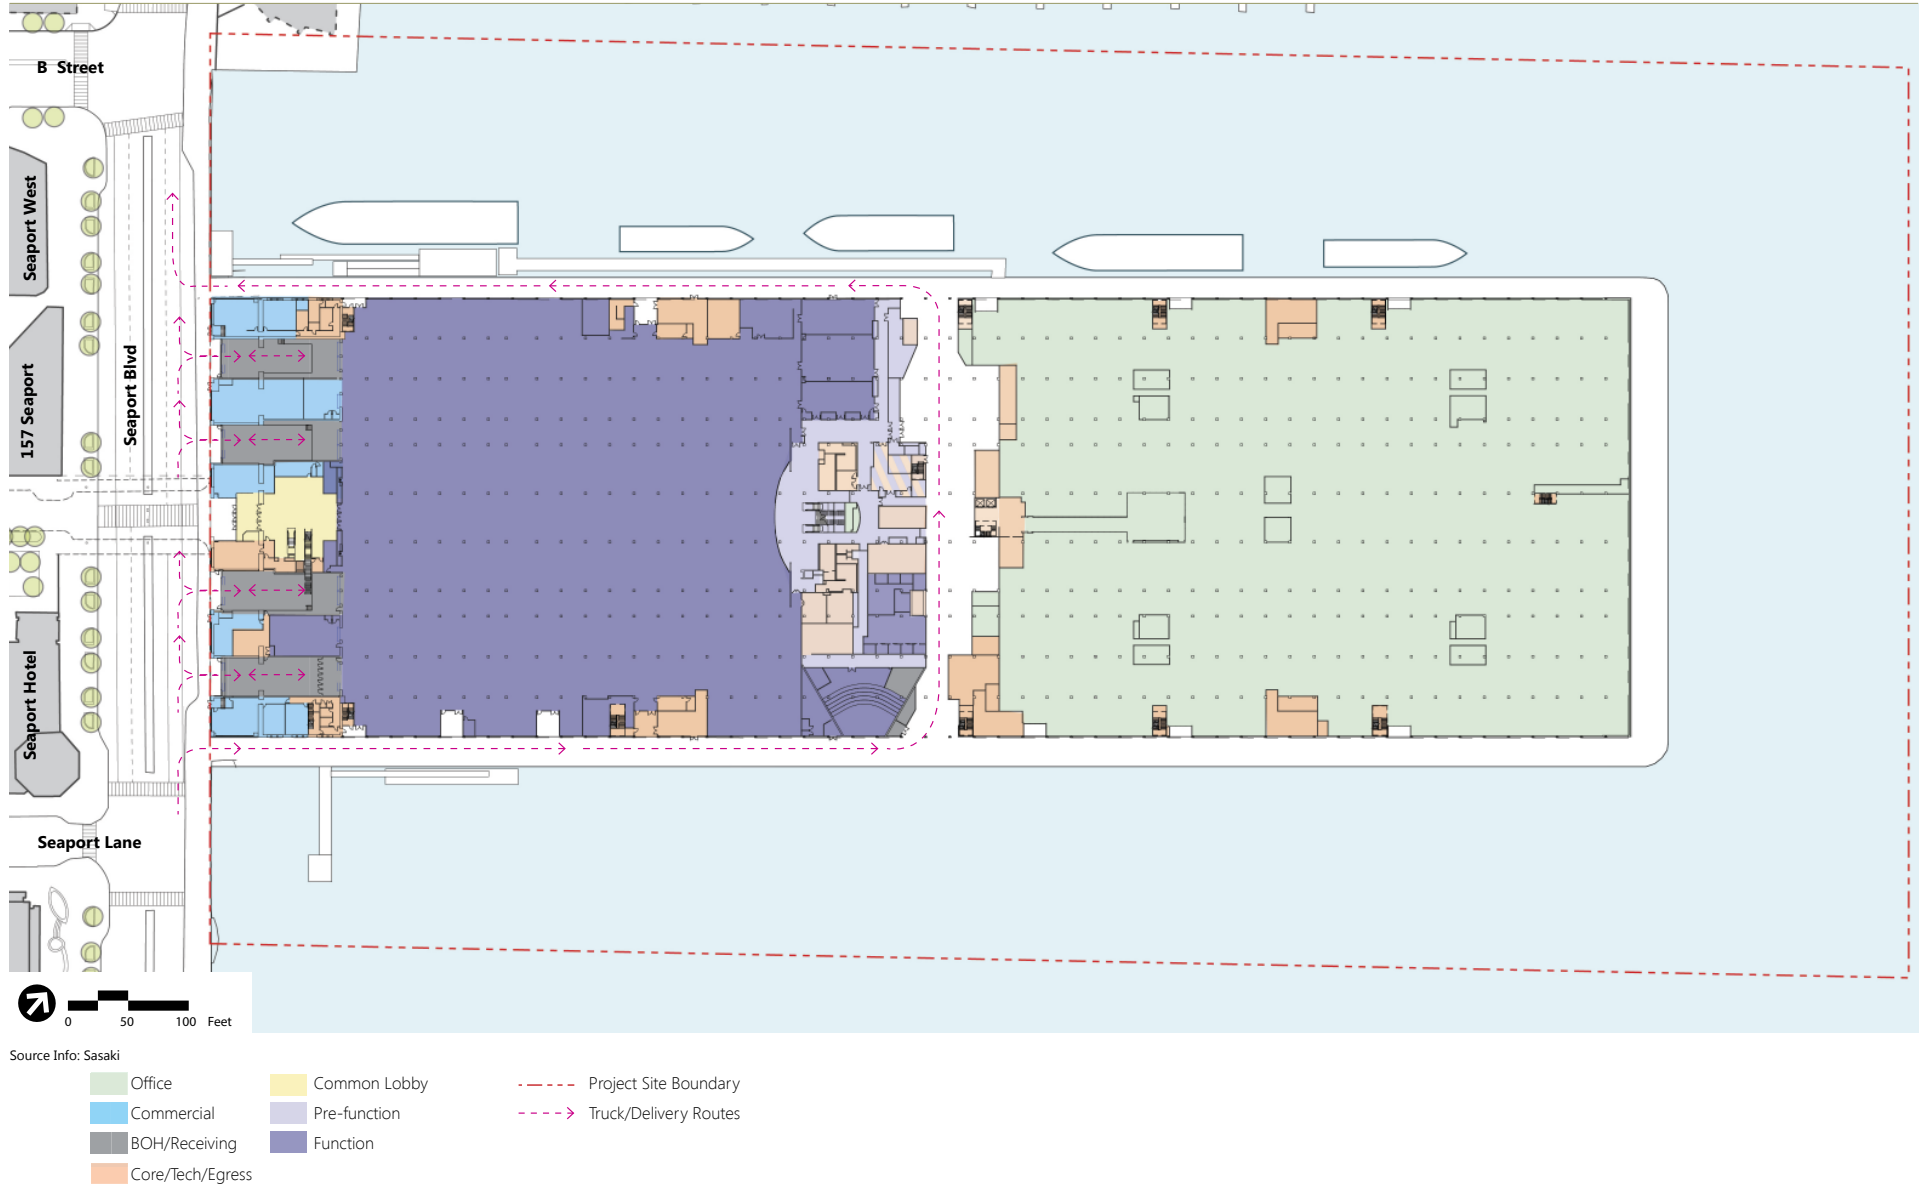 B Street
Seaport West
157 Seaport
Seaport Blvd
Seaport Hotel
Seaport Lane
0 50 100 Feet
Source Info: Sasaki
Office
Commercial
BOH/Receiving
Core/Tech/Egress
Common Lobby
Pre-function
Function
Project Site Boundary
Truck/Delivery Routes